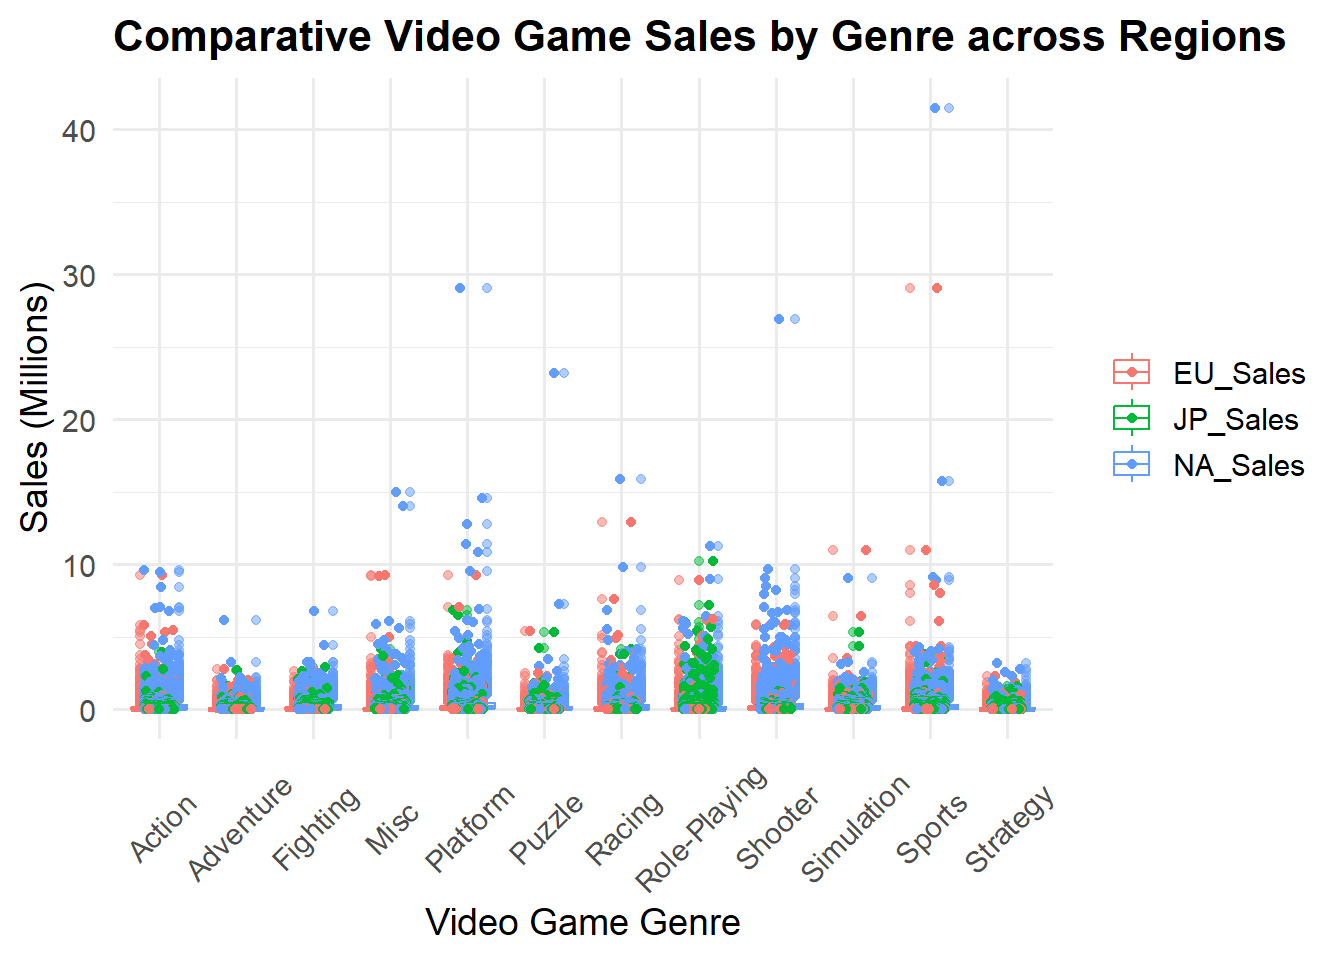 Comparative Video Game Sales by Genre across Regions
40
30
20
10
0
Sales (Millions)
EU_Sales
JP_Sales
NA_Sales
Action
Adventure
Fighting
Misc
Platform
Puzzle
Racing
Role-Playing
Shooter
Simulation
Sports
Strategy
Video Game Genre